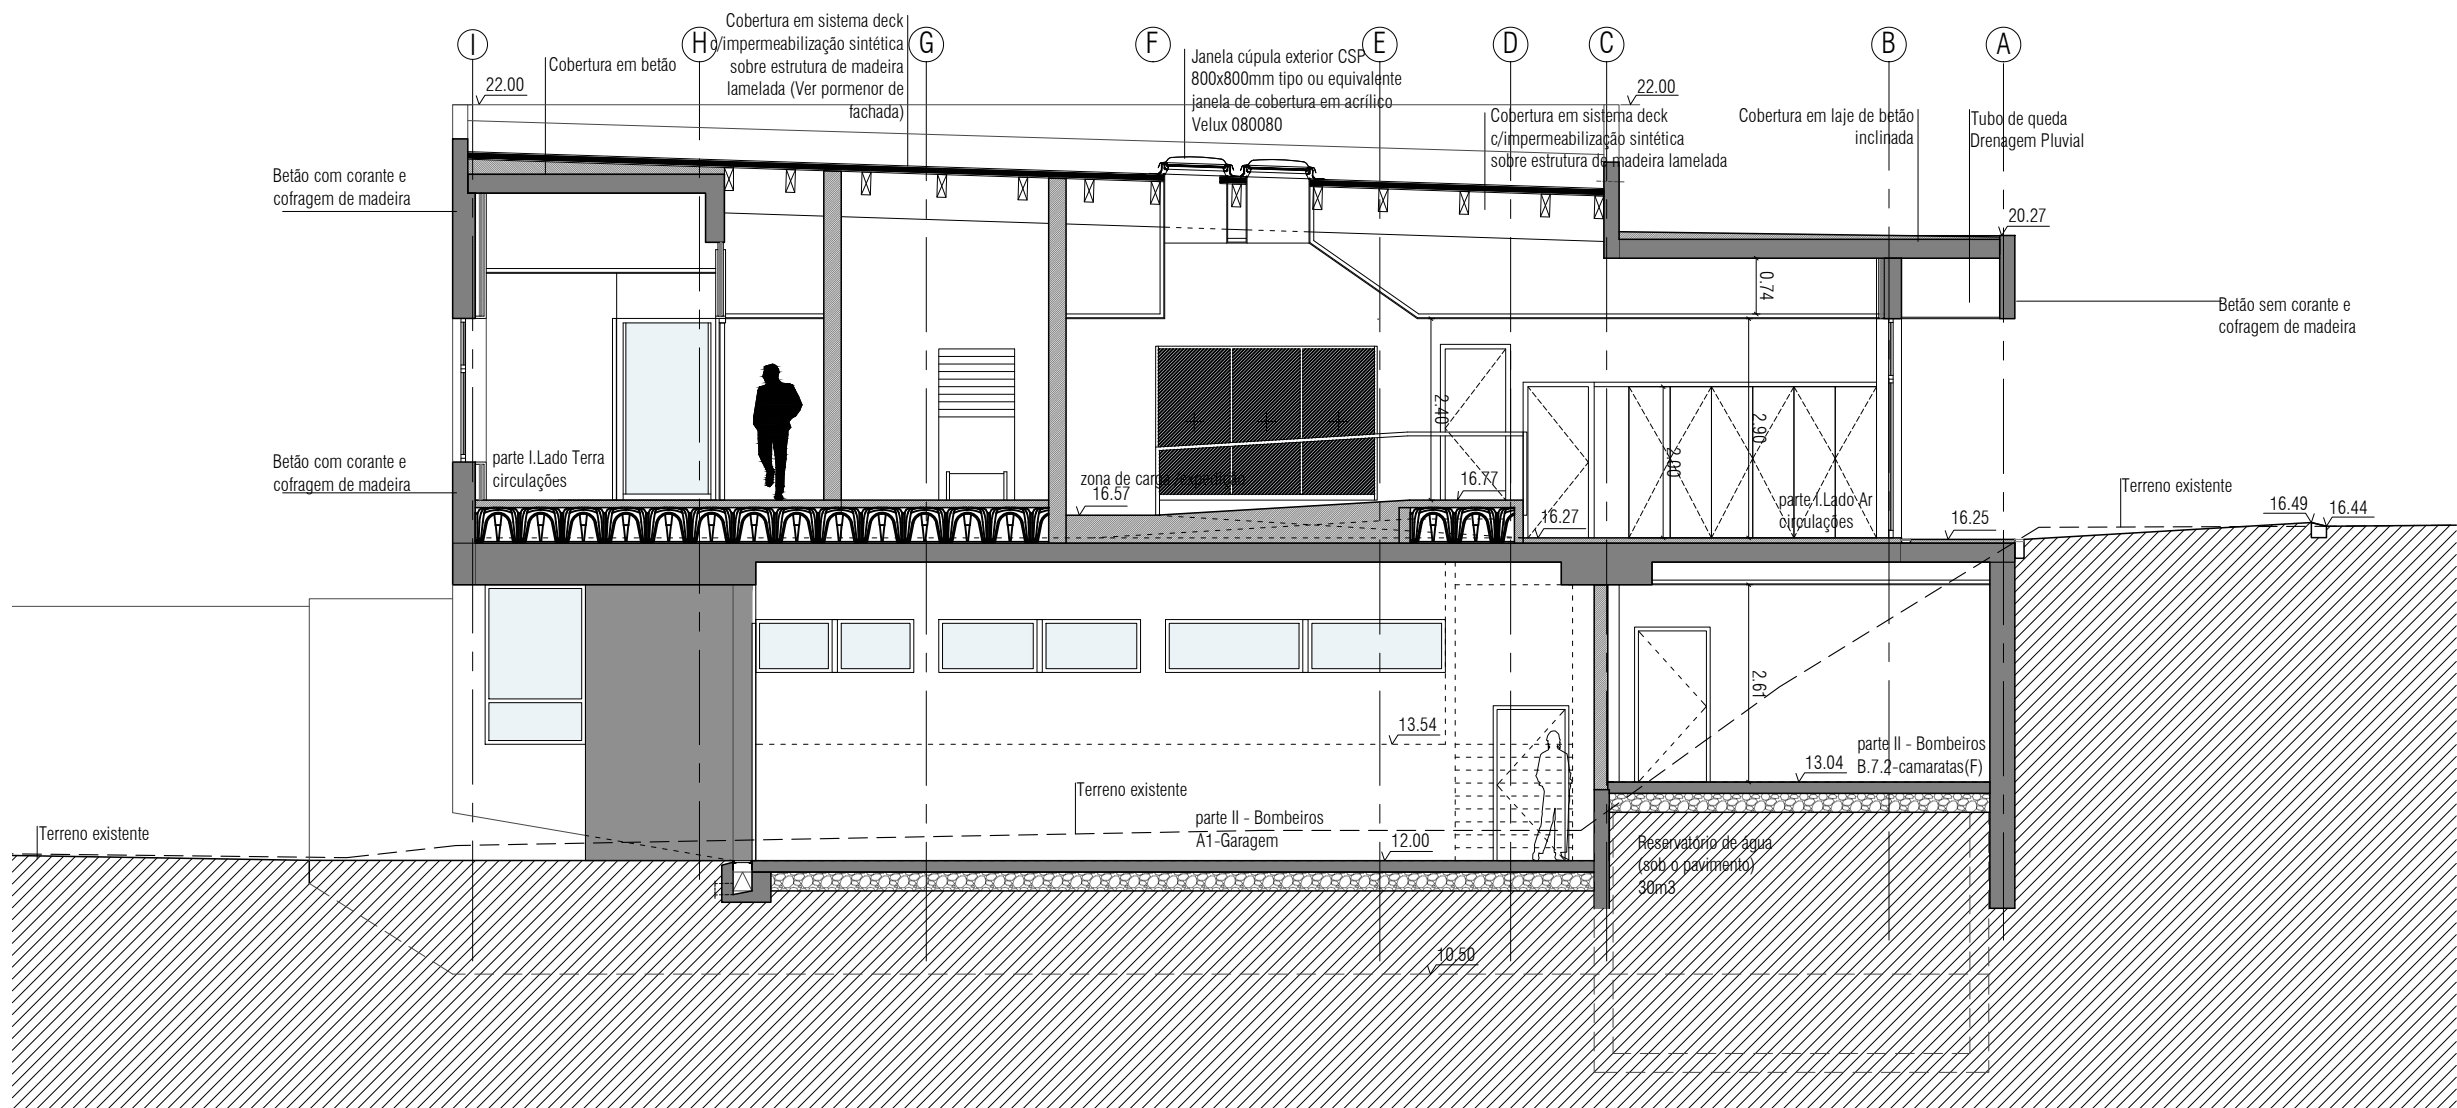 I
H
G
F
E
D
C
B
A
Cobertura em sistema deck
c/impermeabilização sintética
sobre estrutura de madeira
lamelada (Ver pormenor de
fachada)
Cobertura em betão
22.00
Janela cúpula exterior CSP
800x800mm tipo ou equivalente
janela de cobertura em acrílico
Velux 080080
22.00
Cobertura em sistema deck
c/impermeabilização sintética
sobre estrutura de madeira lamelada
Cobertura em laje de betão
inclinada
Tubo de queda
Drenagem Pluvial
Betão com corante e
cofragem de madeira
20.27
0.74
Betão sem corante e
cofragem de madeira
2.40
2.00
2.90
Betão com corante e
cofragem de madeira
parte I.Lado Terra
circulações
zona de carga /expedição
16.57
16.77
16.27
parte I.Lado Ar
circulações
16.25
Terreno existente
16.49
16.44
2.61
13.54
parte II - Bombeiros
B.7.2-camaratas(F)
13.04
Terreno existente
Terreno existente
parte II - Bombeiros
A1-Garagem
12.00
Reservatório de água
(sob o pavimento)
30m3
10.50